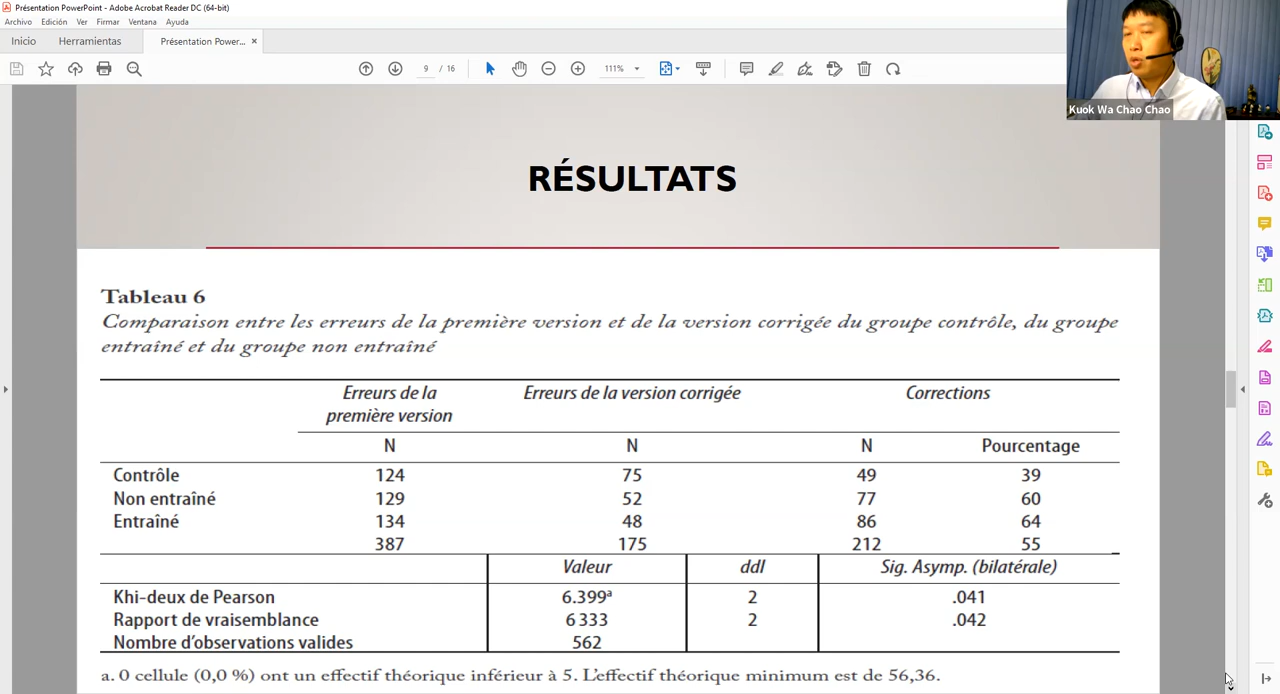 Présentation PowerPoint - Adobe Acrobat Reader DC (64-bit)
Archivo Edición Ver Firmar Ventana Ayuda
Inicio Herramientas Présentation Power... ×
9 / 16 111%
Kuok Wa Chao Chao
RÉSULTATS
Tableau 6
Comparaison entre les erreurs de la première version et de la version corrigée du groupe contrôle, du groupe
entraîné et du groupe non entraîné
Erreurs de la Erreurs de la version corrigée Corrections
première version
N N N Pourcentage
Contrôle 124 75 49 39
Non entraîné 129 52 77 60
Entraîné 134 48 86 64
387 175 212 55
Valeur ddl Sig. Asymp. (bilatérale)
Khi-deux de Pearson 6.399ª 2 .041
Rapport de vraisemblance 6 333 2 .042
Nombre d’observations valides 562
a. 0 cellule (0,0 %) ont un effectif théorique inférieur à 5. L’effectif théorique minimum est de 56,36.